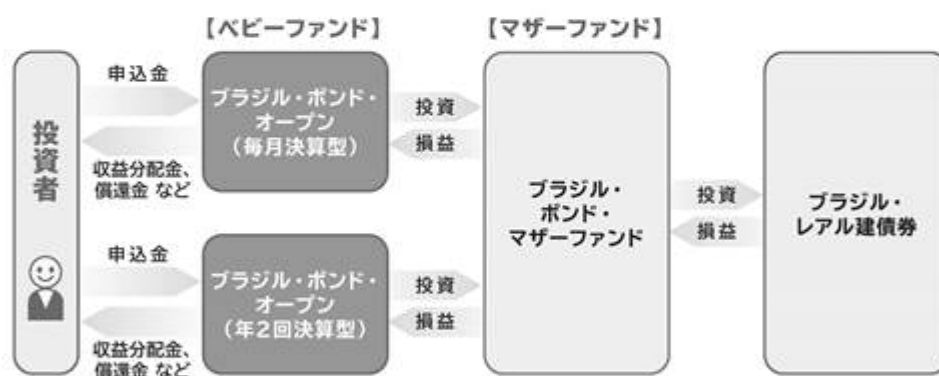 【ベビーファンド】
【マザーファンド】
投資者
申込金
収益分配金、
償還金 など
ブラジル・ボンド・
オープン
(毎月決算型)
投資
損益
申込金
収益分配金、
償還金 など
ブラジル・ボンド・
オープン
(年2回決算型)
投資
損益
ブラジル・
ボンド・
マザーファンド
投資
損益
ブラジル・
レアル建債券